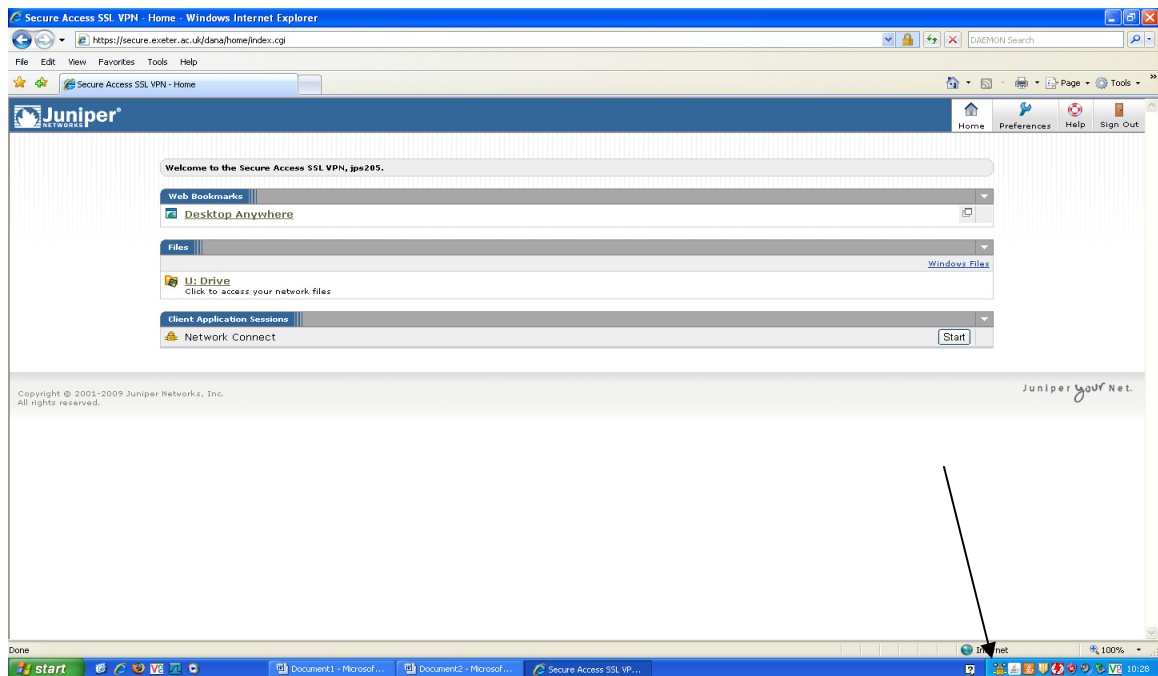 Secure Access SSL VPN - Home - Windows Internet Explorer
https://secure.exeter.ac.uk/dana/home/index.cgi
DAEMON Search
File Edit View Favorites Tools Help
Secure Access SSL VPN - Home
Page Tools
Juniper
NETWORKS
Home Preferences Help Sign Out
Welcome to the Secure Access SSL VPN, jps205.
Web Bookmarks
Desktop Anywhere
Files
Windows Files
U: Drive
Click to access your network files
Client Application Sessions
Network Connect Start
Copyright © 2001-2009 Juniper Networks, Inc.
All rights reserved.
Juniper your Net.
Done 100%
start Document1 - Microsof... Document2 - Microsof... Secure Access SSL VP... 10:28